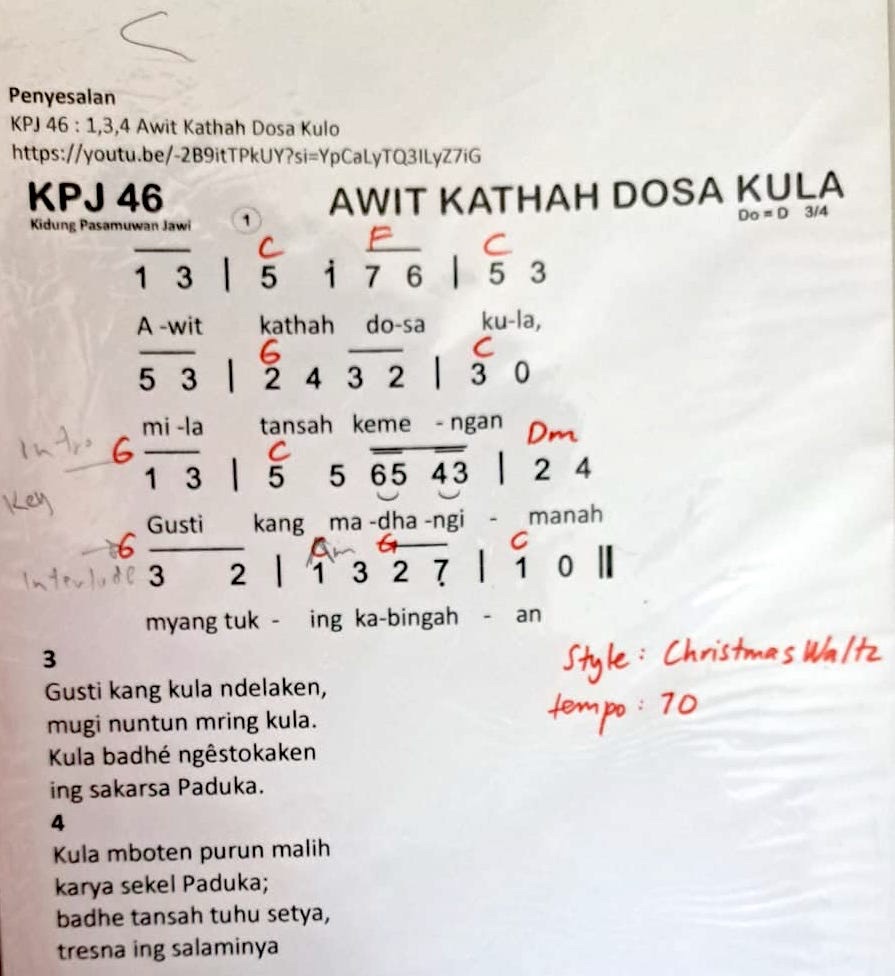 Penyesalan
KPJ 46 : 1,3,4 Awit Kathah Dosa Kulo
https://youtu.be/-2B9itTPkUY?si=YpCaLyTQ3ILyZ7iG
KPJ 46 AWIT KATHAH DOSA KULA
Kidung Pasamuwan Jawi 1 Do = D 3/4
C F C
1 3 | 5 i 7 6 | 5 3
A -wit kathah do-sa ku-la,
G C
5 3 | 2 4 3 2 | 3 0
mi -la tansah keme - ngan
Intro G C Dm
1 3 | 5 5 65 43 | 2 4
Key
Gusti kang ma -dha -ngi - manah
G Am G C
Interlude 3 2 | 1 3 2 7̣ | 1 0 ||
myang tuk - ing ka-bingah - an
Style : Christmas Waltz
tempo : 70
3
Gusti kang kula ndelaken,
mugi nuntun mring kula.
Kula badhé ngêstokaken
ing sakarsa Paduka.
4
Kula mboten purun malih
karya sekel Paduka;
badhe tansah tuhu setya,
tresna ing salaminya